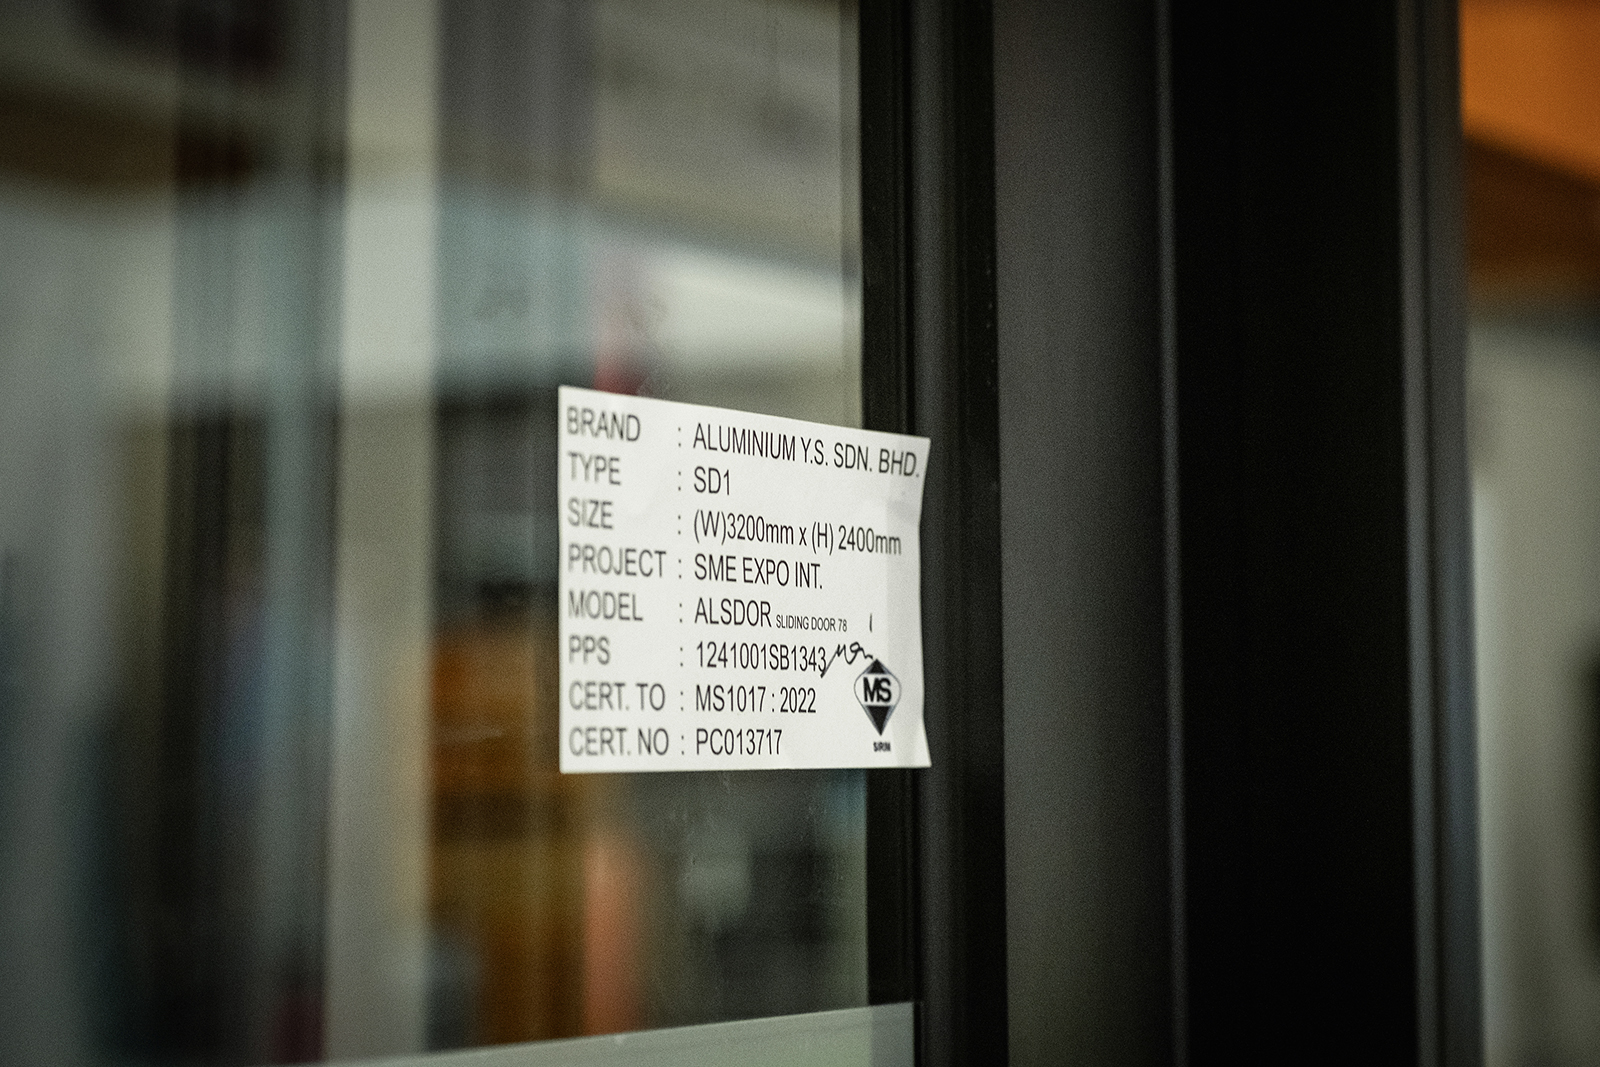 BRAND : ALUMINIUM Y.S. SDN. BHD.
TYPE : SD1
SIZE : (W)3200mm x (H) 2400mm
PROJECT : SME EXPO INT.
MODEL : ALSDOR SLIDING DOOR 78
PPS : 1241001SB1343
CERT. TO : MS1017 : 2022
CERT. NO : PC013717
MS
SIRIM